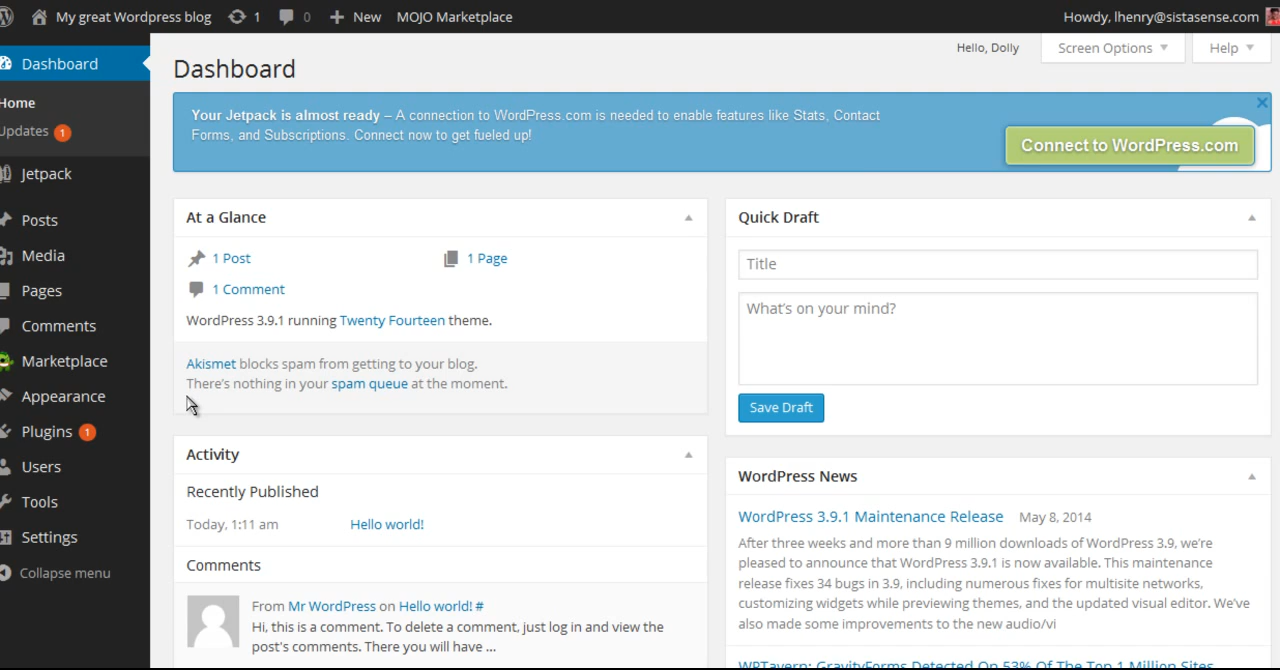 My great Wordpress blog 1 0 New MOJO Marketplace Howdy, lhenry@sistasense.com
Dashboard
Home
Updates 1
Jetpack
Posts
Media
Pages
Comments
Marketplace
Appearance
Plugins 1
Users
Tools
Settings
Collapse menu
Hello, Dolly Screen Options Help
Dashboard
Your Jetpack is almost ready – A connection to WordPress.com is needed to enable features like Stats, Contact
Forms, and Subscriptions. Connect now to get fueled up!
Connect to WordPress.com
At a Glance
1 Post 1 Page
1 Comment
WordPress 3.9.1 running Twenty Fourteen theme.
Akismet blocks spam from getting to your blog.
There's nothing in your spam queue at the moment.
Activity
Recently Published
Today, 1:11 am Hello world!
Comments
From Mr WordPress on Hello world! #
Hi, this is a comment. To delete a comment, just log in and view the
post's comments. There you will have ...
Quick Draft
Title
What's on your mind?
Save Draft
WordPress News
WordPress 3.9.1 Maintenance Release May 8, 2014
After three weeks and more than 9 million downloads of WordPress 3.9, we're
pleased to announce that WordPress 3.9.1 is now available. This maintenance
release fixes 34 bugs in 3.9, including numerous fixes for multisite networks,
customizing widgets while previewing themes, and the updated visual editor. We've
also made some improvements to the new audio/vi
WPTavern: GravityForms Detected On 53% Of The Top 1 Million Sites